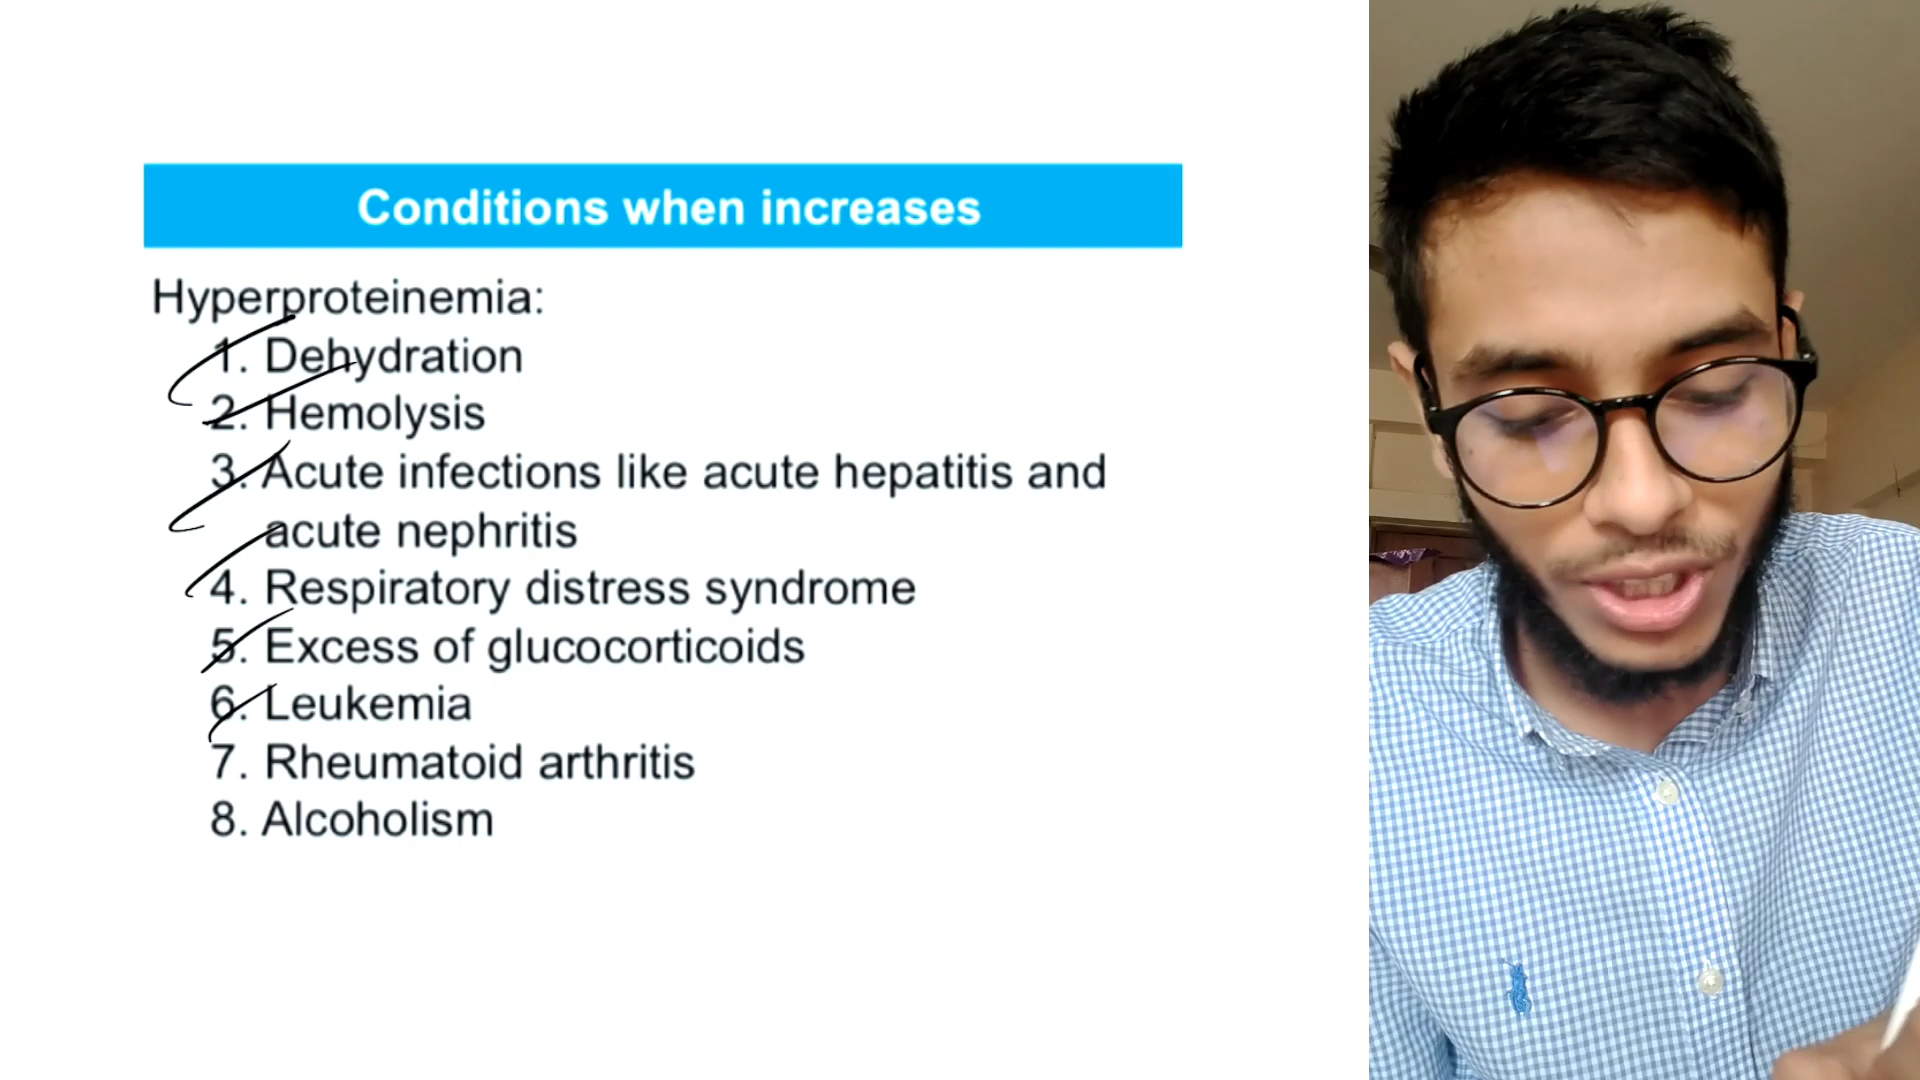 Conditions when increases
Hyperproteinemia:
1. Dehydration
2. Hemolysis
3. Acute infections like acute hepatitis and
acute nephritis
4. Respiratory distress syndrome
5. Excess of glucocorticoids
6. Leukemia
7. Rheumatoid arthritis
8. Alcoholism